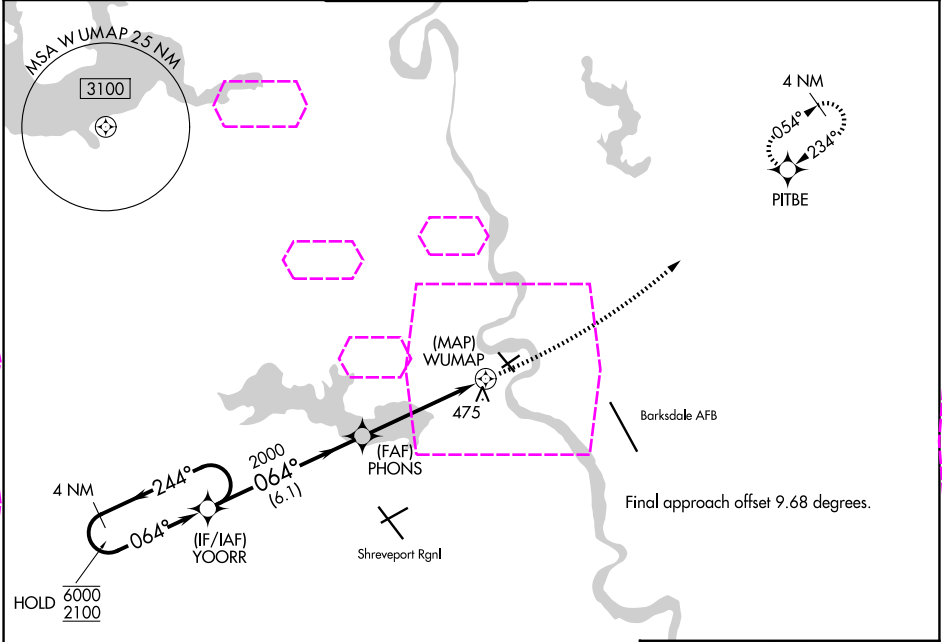 MSA WUMAP 25 NM
3100
4 NM
054°
234°
PITBE
(MAP)
WUMAP
475
Barksdale AFB
(FAF)
PHONS
2000
064°
(6.1)
4 NM
244°
064°
(IF/IAF)
YOORR
Final approach offset 9.68 degrees.
Shreveport Rgnl
HOLD
6000
2100